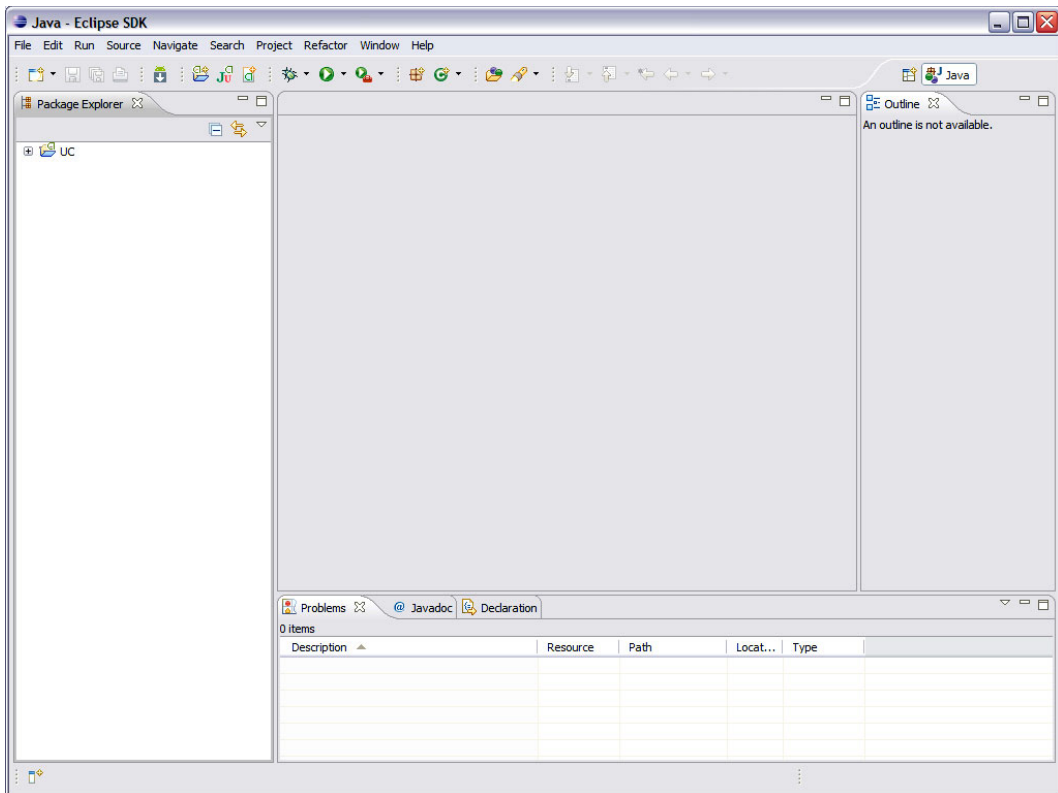 Java - Eclipse SDK
File Edit Run Source Navigate Search Project Refactor Window Help
Java
Package Explorer
Outline
An outline is not available.
UC
Problems @ Javadoc Declaration
0 items
Description Resource Path Locat... Type